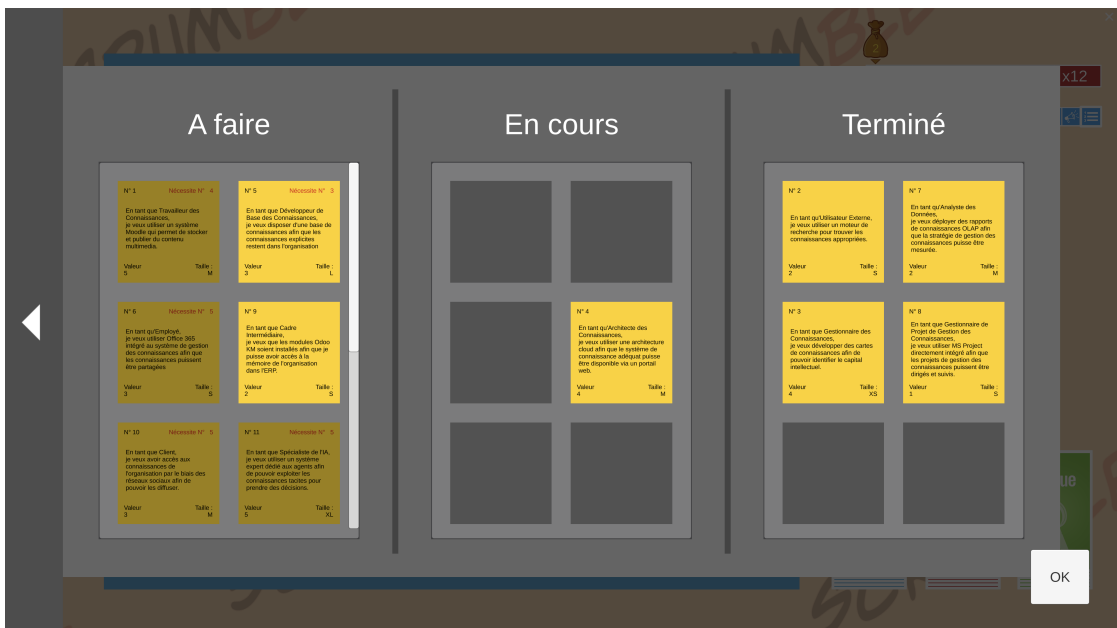 SCRUMBLE
2
x12
A faire
En cours
Terminé
N° 1 Nécessite N° 4
En tant que Travailleur des
Connaissances,
je veux utiliser un système
Moodle qui permet de stocker
et publier du contenu
multimedia.
Valeur Taille :
5 M
N° 5 Nécessite N° 3
En tant que Développeur de
Base des Connaissances,
je veux disposer d'une base de
connaissances afin que les
connaissances explicites
restent dans l'organisation
Valeur Taille :
3 L
N° 6 Nécessite N° 5
En tant qu'Employé,
je veux utiliser Office 365
intégré au système de gestion
des connaissances afin que
les connaissances puissent
être partagées
Valeur Taille :
3 S
N° 9
En tant que Cadre
Intermédiaire,
je veux que les modules Odoo
KM soient installés afin que je
puisse avoir accès à la
mémoire de l'organisation
dans l'ERP.
Valeur Taille :
2 S
N° 10 Nécessite N° 6
En tant que Client,
je veux avoir accès aux
connaissances de
l'organisation par le biais des
réseaux sociaux afin de
pouvoir les diffuser.
Valeur Taille :
3 M
N° 11 Nécessite N° 5
En tant que Spécialiste de l'IA,
je veux utiliser un système
expert dédié aux agents afin
de pouvoir exploiter les
connaissances tacites pour
prendre des décisions.
Valeur Taille :
5 XL
N° 4
En tant qu'Architecte des
Connaissances,
je veux utiliser une architecture
cloud afin que le système de
connaissance adéquat puisse
être disponible via un portail
web.
Valeur Taille :
4 M
N° 2
En tant qu'Utilisateur Externe,
je veux utiliser un moteur de
recherche pour trouver les
connaissances appropriées.
Valeur Taille :
2 S
N° 7
En tant qu'Analyste des
Données,
je veux déployer des rapports
de connaissances OLAP afin
que la stratégie de gestion des
connaissances puisse être
mesurée.
Valeur Taille :
2 M
N° 3
En tant que Gestionnaire des
Connaissances,
je veux développer des cartes
de connaissances afin de
pouvoir identifier le capital
intellectuel.
Valeur Taille :
4 XS
N° 8
En tant que Gestionnaire de
Projet de Gestion des
Connaissances,
je veux utiliser MS Project
directement intégré afin que
les projets de gestion des
connaissances puissent être
dirigés et suivis.
Valeur Taille :
1 S
ue
OK